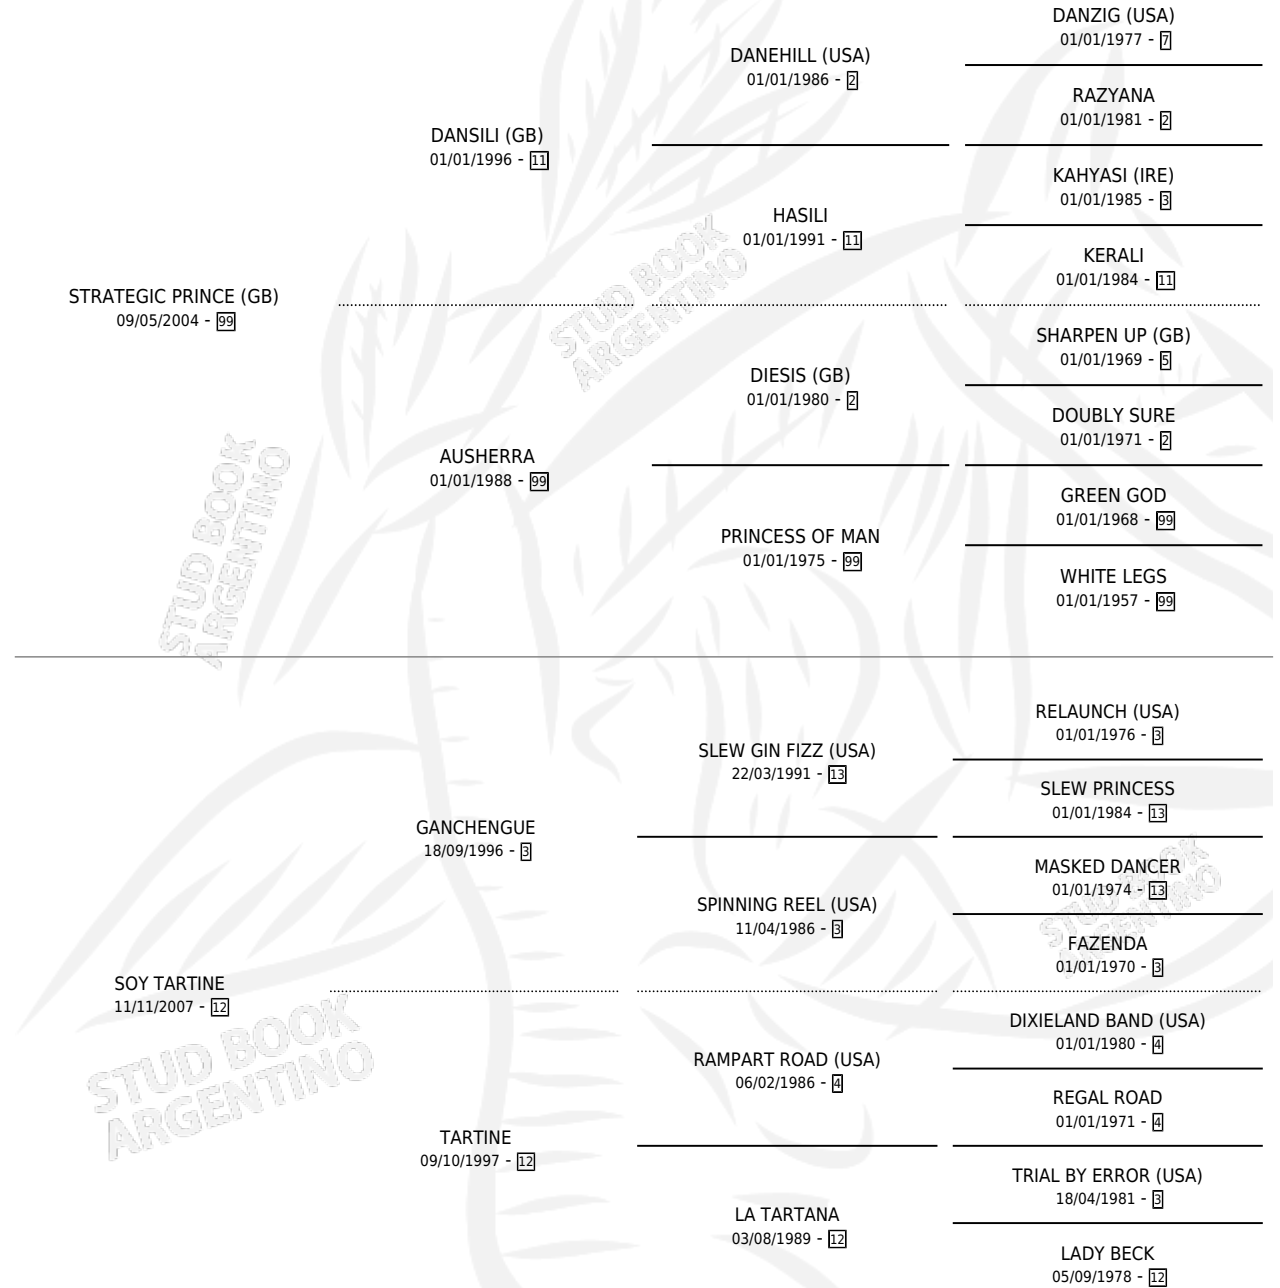 DANZIG (USA)
01/01/1977 - 7
DANEHILL (USA)
01/01/1986 - 2
RAZYANA
01/01/1981 - 2
DANSILI (GB)
01/01/1996 - 11
KAHYASI (IRE)
01/01/1985 - 3
HASILI
01/01/1991 - 11
KERALI
01/01/1984 - 11
STRATEGIC PRINCE (GB)
09/05/2004 - 99
SHARPEN UP (GB)
01/01/1969 - 5
DIESIS (GB)
01/01/1980 - 2
DOUBLY SURE
01/01/1971 - 2
AUSHERRA
01/01/1988 - 99
GREEN GOD
01/01/1968 - 99
PRINCESS OF MAN
01/01/1975 - 99
WHITE LEGS
01/01/1957 - 99
STUD BOOK
ARGENTINO
STUD BOOK
ARGENTINO
RELAUNCH (USA)
01/01/1976 - 3
SLEW GIN FIZZ (USA)
22/03/1991 - 13
SLEW PRINCESS
01/01/1984 - 13
GANCHENGUE
18/09/1996 - 3
MASKED DANCER
01/01/1974 - 13
SPINNING REEL (USA)
11/04/1986 - 3
FAZENDA
01/01/1970 - 3
STUD BOOK
ARGENTINO
SOY TARTINE
11/11/2007 - 12
DIXIELAND BAND (USA)
01/01/1980 - 4
RAMPART ROAD (USA)
06/02/1986 - 4
REGAL ROAD
01/01/1971 - 4
STUD BOOK
ARGENTINO
TARTINE
09/10/1997 - 12
TRIAL BY ERROR (USA)
18/04/1981 - 3
LA TARTANA
03/08/1989 - 12
LADY BECK
05/09/1978 - 12